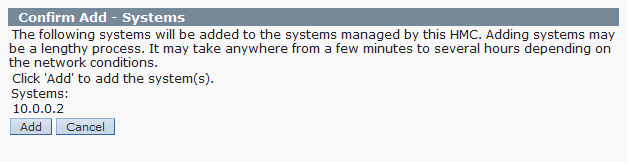 Confirm Add - Systems
The following systems will be added to the systems managed by this HMC. Adding systems may
be a lengthy process. It may take anywhere from a few minutes to several hours depending on
the network conditions.
Click 'Add' to add the system(s).
Systems:
10.0.0.2
Add Cancel